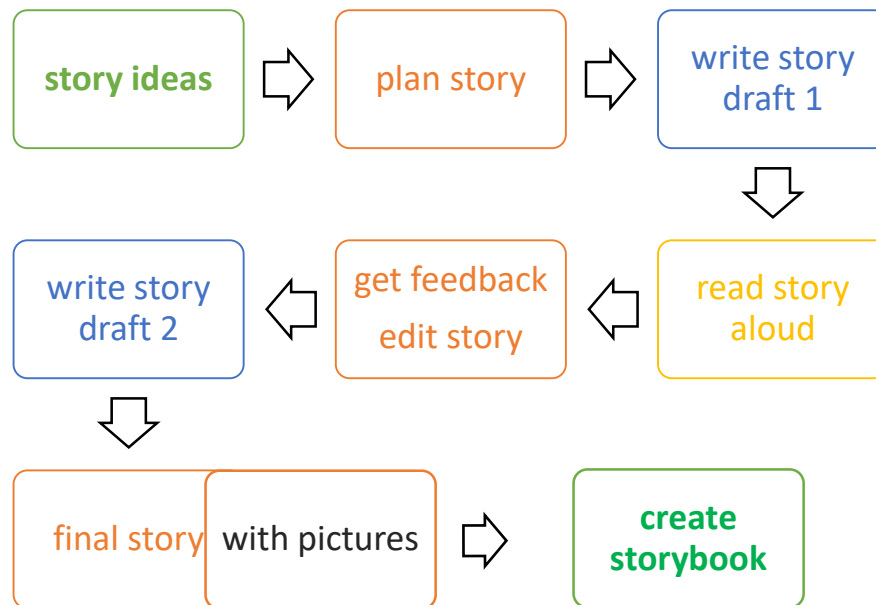 story ideas
plan story
write story
draft 1
read story
aloud
get feedback
edit story
write story
draft 2
final story
with pictures
create
storybook